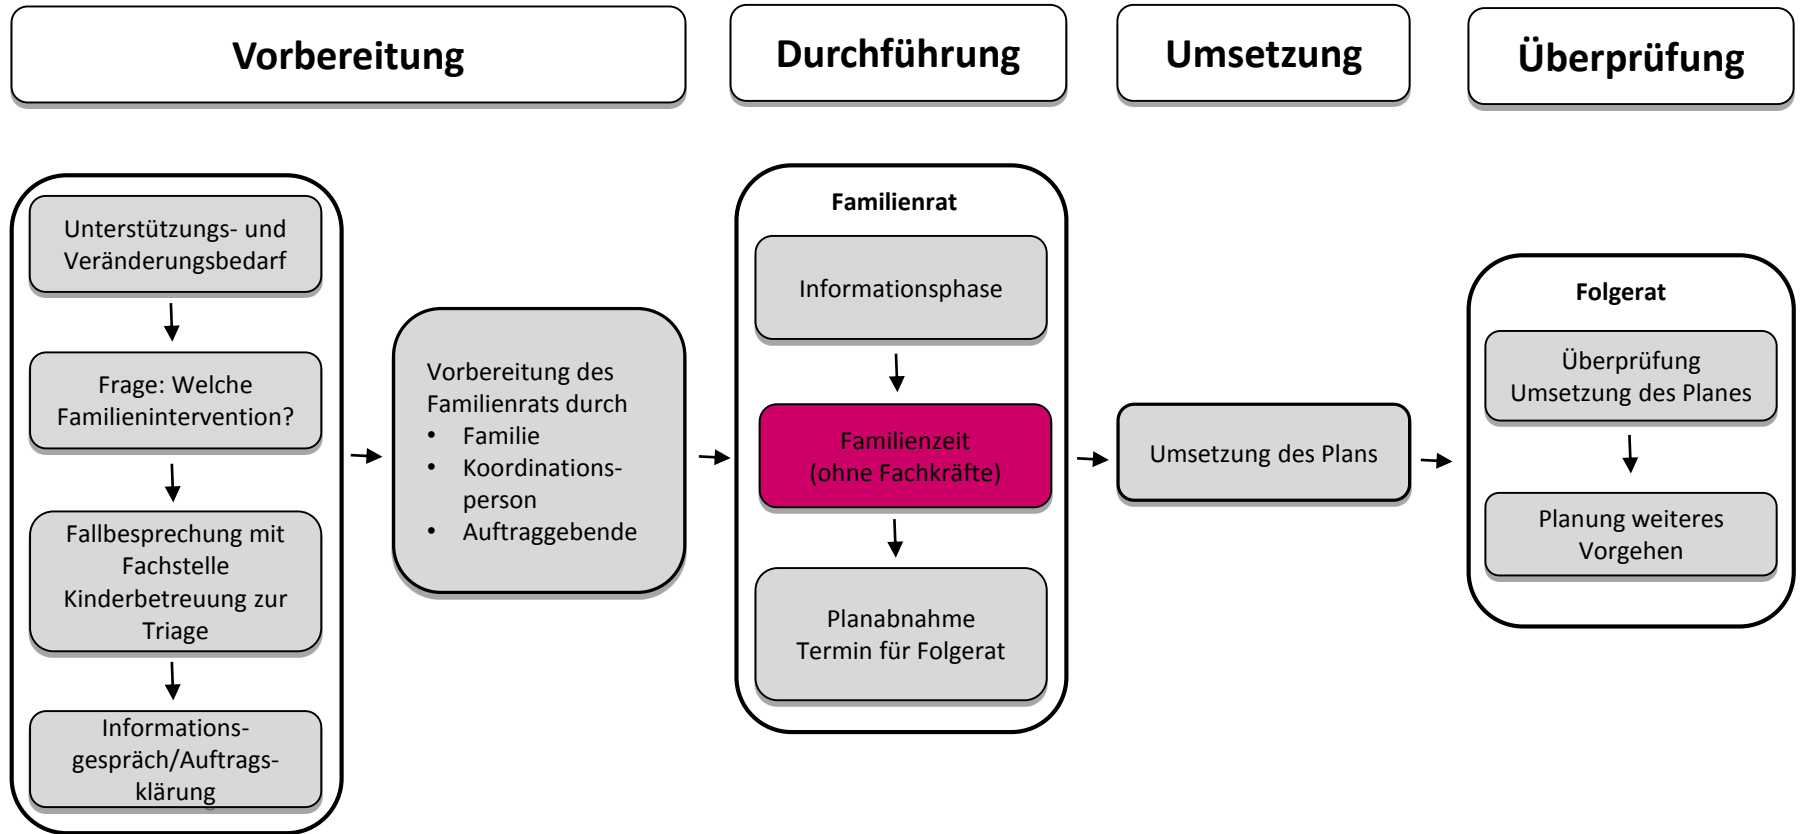 Vorbereitung
Durchführung
Umsetzung
Überprüfung
Unterstützungs- und
Veränderungsbedarf
Frage: Welche
Familienintervention?
Fallbesprechung mit
Fachstelle
Kinderbetreuung zur
Triage
Informations-
gespräch/Auftrags-
klärung
Vorbereitung des
Familienrats durch
• Familie
• Koordinations-
person
• Auftraggebende
Familienrat
Informationsphase
Familienzeit
(ohne Fachkräfte)
Planabnahme
Termin für Folgerat
Umsetzung des Plans
Folgerat
Überprüfung
Umsetzung des Planes
Planung weiteres
Vorgehen